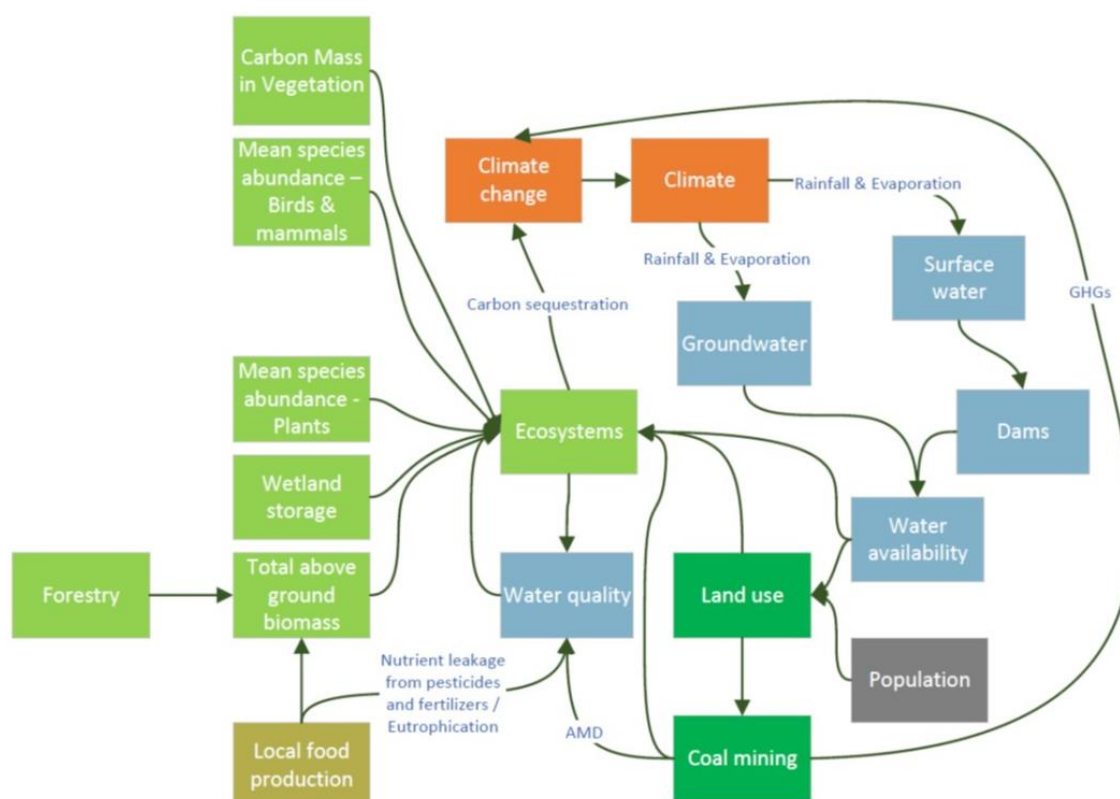 Carbon Mass
in Vegetation
Mean species
abundance –
Birds &
mammals
Climate
change
Climate
Rainfall & Evaporation
Rainfall & Evaporation
Surface
water
GHGs
Carbon sequestration
Groundwater
Mean species
abundance -
Plants
Ecosystems
Dams
Wetland
storage
Water
availability
Forestry
Total above
ground
biomass
Water quality
Land use
Nutrient leakage
from pesticides
and fertilizers /
Eutrophication
Population
AMD
Local food
production
Coal mining